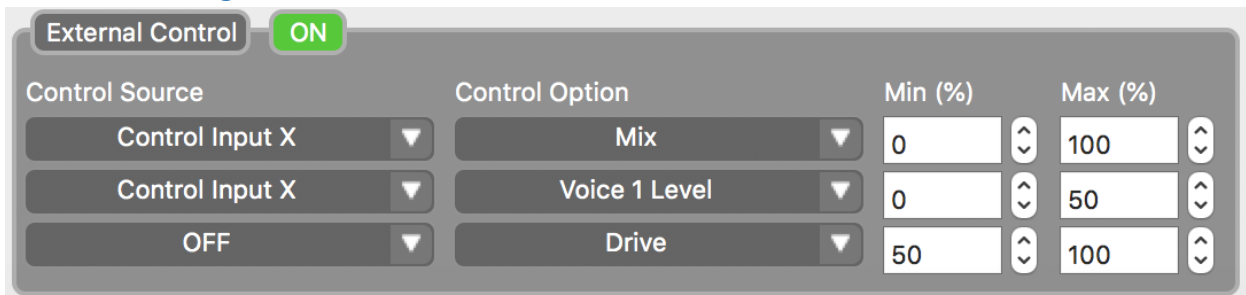 External Control ON
Control Source Control Option Min (%) Max (%)
Control Input X Mix 0 100
Control Input X Voice 1 Level 0 50
OFF Drive 50 100